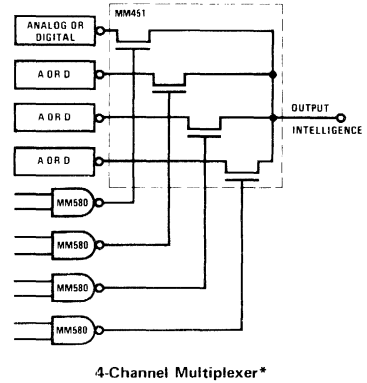 MM451
ANALOG OR
DIGITAL
A OR D
A OR D
A OR D
OUTPUT
INTELLIGENCE
MM580
MM580
MM580
MM580
4-Channel Multiplexer*